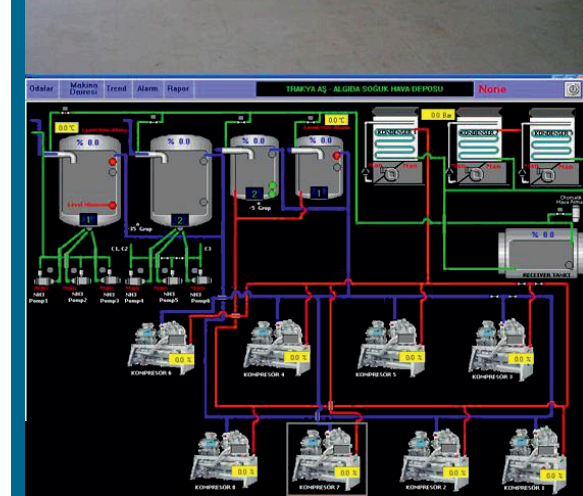 Odalar Makina Dairesi Trend Alarm Rapor TRAKYA AŞ - ALGIDA SOĞUK HAVA DEPOSU None
0.0 °C 0.0 °C 0.0 Bar
KONDENSER KONDENSER KONDENSER
% 0.0 % 0.0 % 0.0 % 0.0
2 1
-5 Grup
1 2
-35 Grup
% 0.0
RECEIVER TANKI
C1, C2 C3
NH3 Pomp1 NH3 Pomp2 NH3 Pomp3 NH3 Pomp4 NH3 Pomp5 NH3 Pomp6
0.0 % 0.0 % 0.0 % 0.0 %
KOMPRESÖR 6 KOMPRESÖR 4 KOMPRESÖR 5 KOMPRESÖR 3
0.0 % 0.0 % 0.0 % 0.0 %
KOMPRESÖR 8 KOMPRESÖR 7 KOMPRESÖR 2 KOMPRESÖR 1